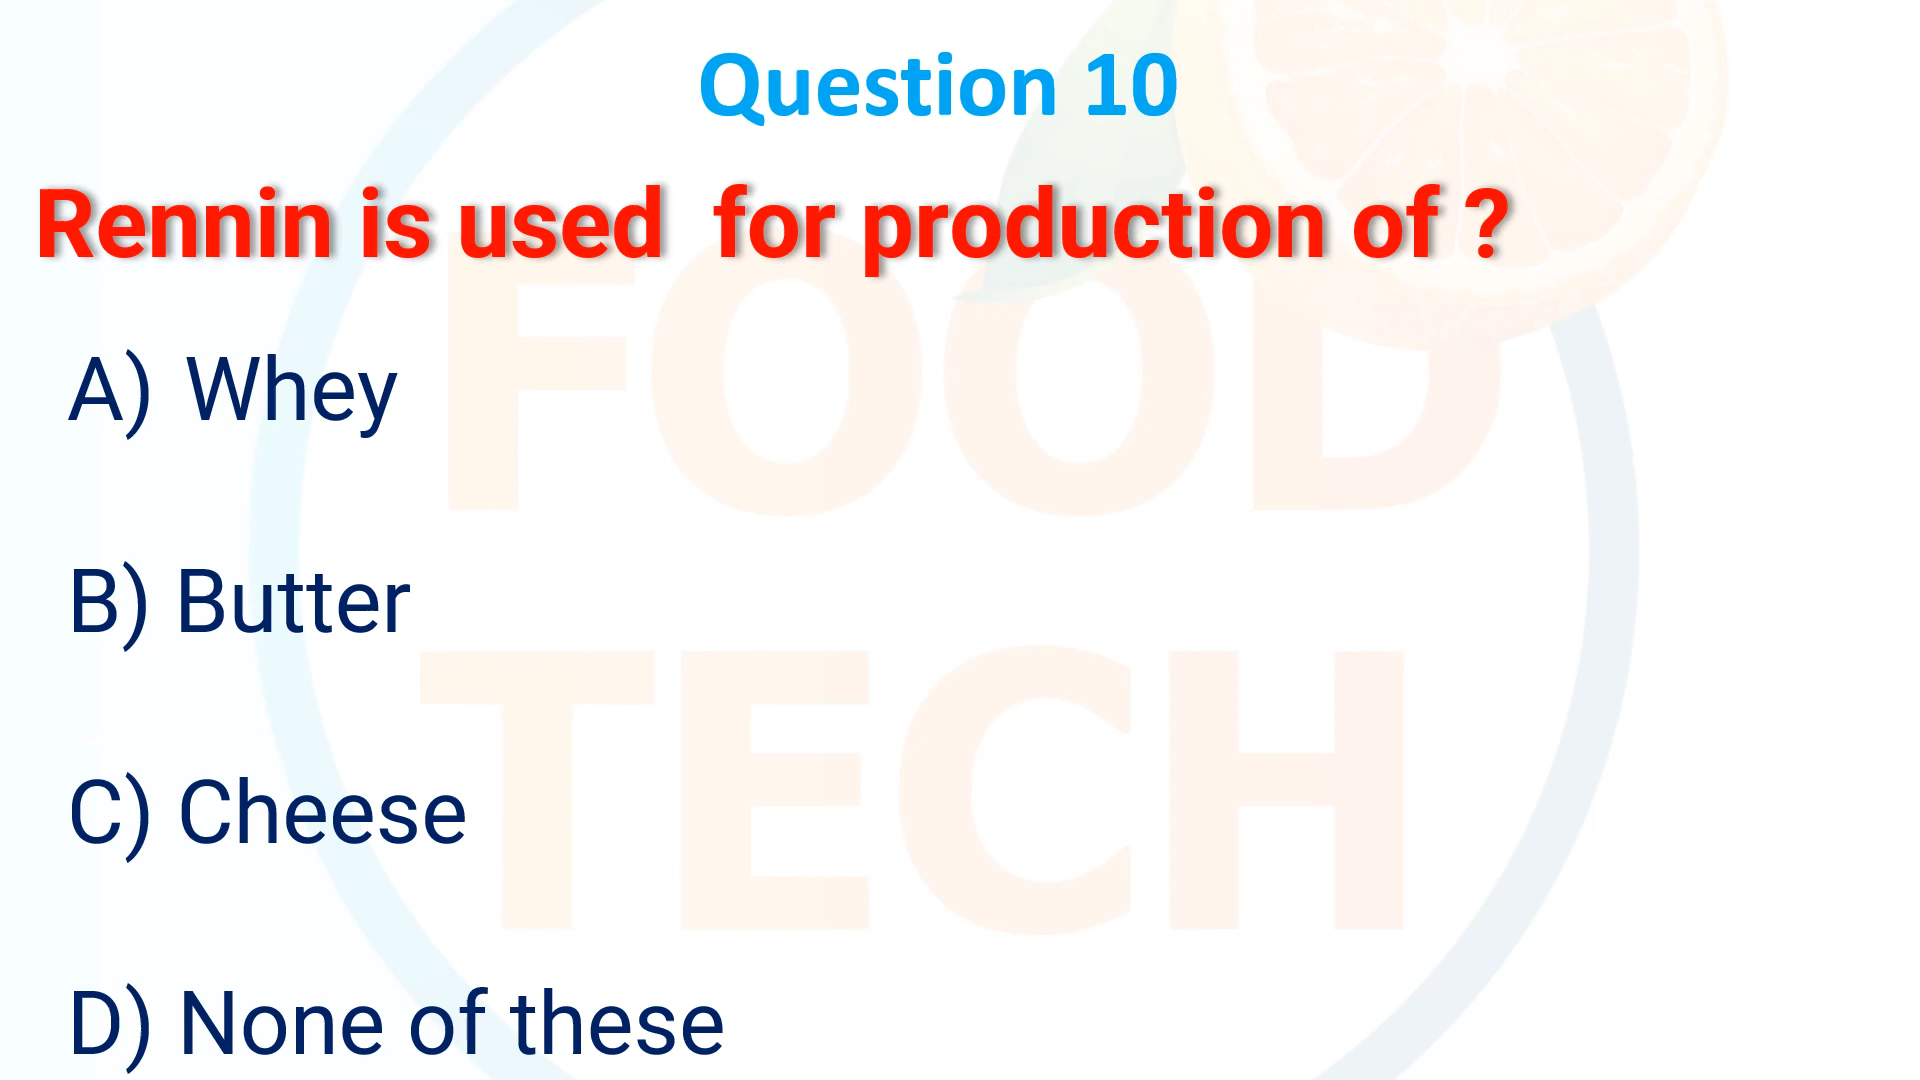 Question 10
Rennin is used for production of ?
A) Whey
B) Butter
C) Cheese
D) None of these
FOOD
TECH